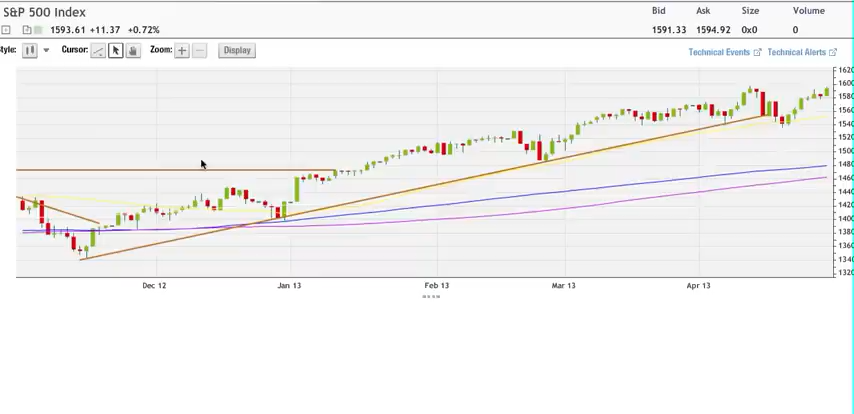 S&P 500 Index
Bid Ask Size Volume
1593.61 +11.37 +0.72%
1591.33 1594.92 0x0 0
tyle: Cursor: Zoom: Display
Technical Events Technical Alerts
1620
160
1580
1560
1540
1520
1500
1480
1460
1440
1420
1400
1380
1360
1340
1320
Dec 12 Jan 13 Feb 13 Mar 13 Apr 13